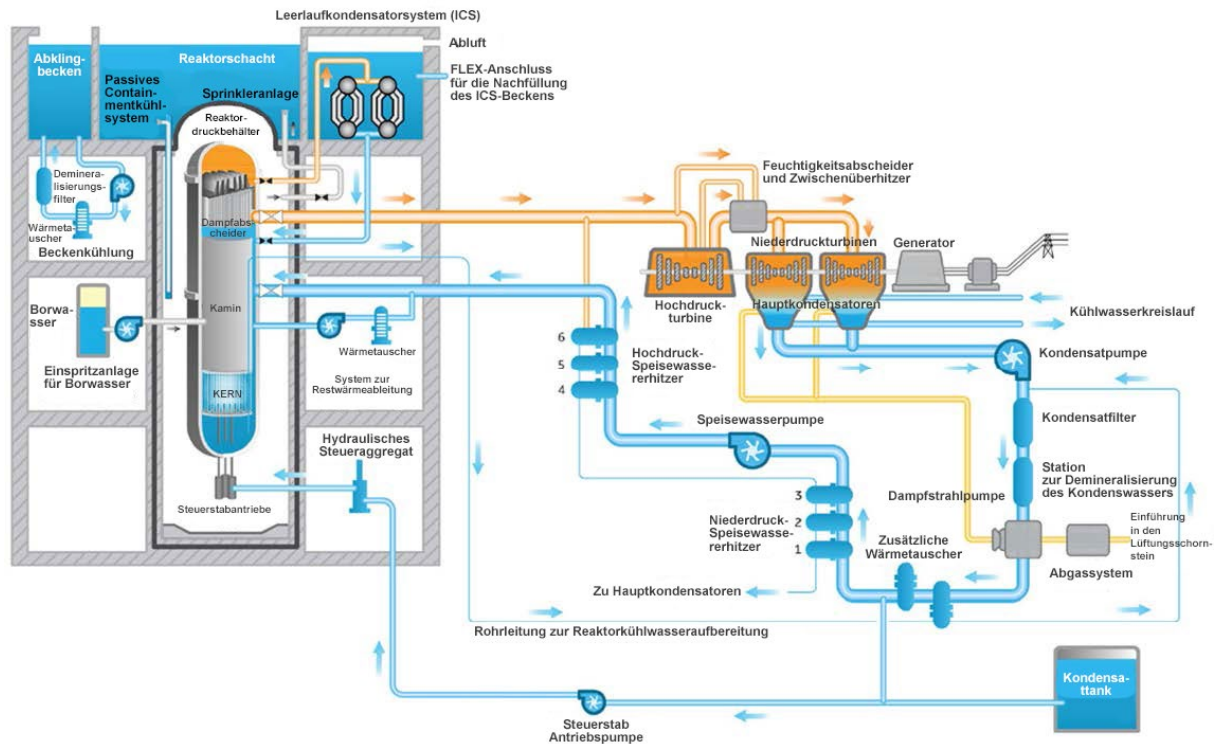 Leerlaufkondensatorsystem (ICS)
Abluft
FLEX-Anschluss
für die Nachfüllung
des ICS-Beckens
Abkling-
becken
Reaktorschacht
Passives
Contain-
mentkühl-
system
Sprinkleranlage
Reaktor-
druckbehälter
Deminera-
lisierungs-
filter
Wärmeta-
uscher
Beckenkühlung
Dampfabs-
cheider
Kamin
KERN
Borwa-
sser
Einspritzanlage
für Borwasser
Wärmetauscher
System zur
Restwärmeableitung
Hydraulisches
Steueraggregat
Steuerstabantriebe
Feuchtigkeitsabscheider
und Zwischenüberhitzer
Niederdruckturbinen
Generator
Hochdruck-
turbine
Hauptkondensatoren
Kühlwasserkreislauf
Kondensatpumpe
6
5
4
Hochdruck-
Speisewasse-
rerhitzer
Speisewasserpumpe
Kondensatfilter
Station
zur Demineralisierung
des Kondenswassers
Dampfstrahlpumpe
3
2
1
Niederdruck-
Speisewasse-
rerhitzer
Zusätzliche
Wärmetauscher
Einführung
in den
Lüftungsschorn-
stein
Abgassystem
Zu Hauptkondensatoren
Rohrleitung zur Reaktorkühlwasseraufbereitung
Kondensa-
ttank
Steuerstab
Antriebspumpe